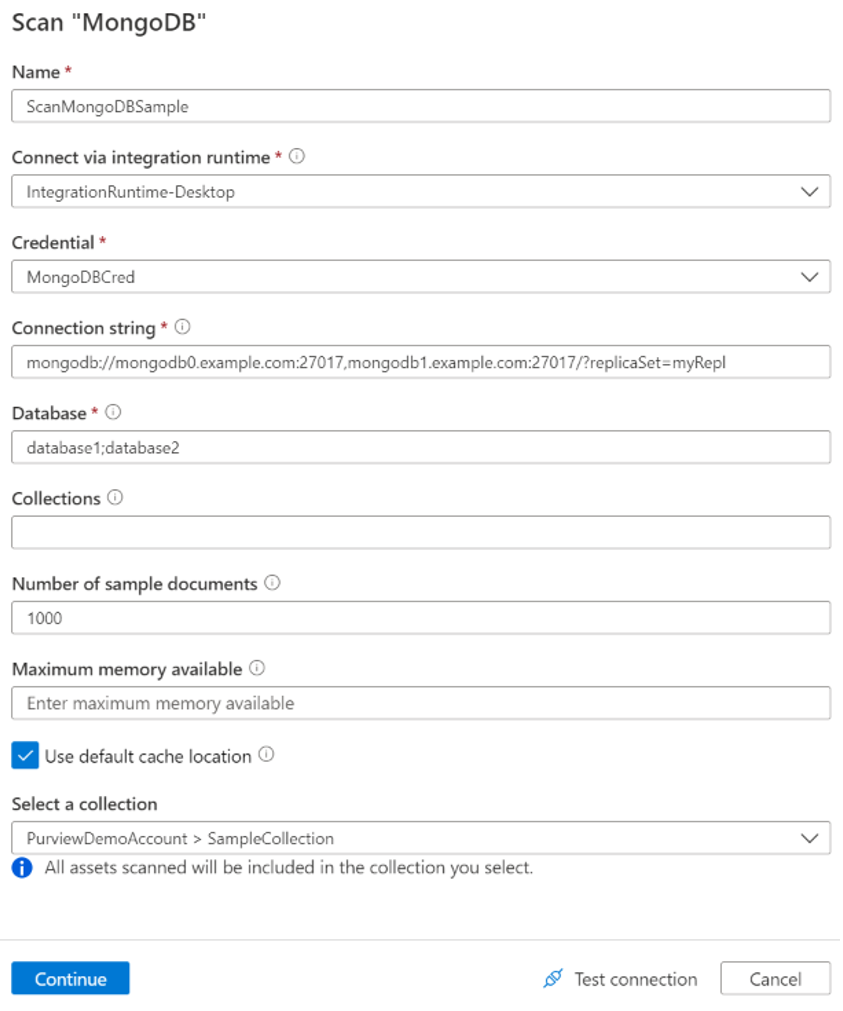 Scan "MongoDB"
Name *
ScanMongoDBSample
Connect via integration runtime *
IntegrationRuntime-Desktop
Credential *
MongoDBCred
Connection string *
mongodb://mongodb0.example.com:27017,mongodb1.example.com:27017/?replicaSet=myRepl
Database *
database1;database2
Collections
Number of sample documents
1000
Maximum memory available
Enter maximum memory available
Use default cache location
Select a collection
PurviewDemoAccount > SampleCollection
All assets scanned will be included in the collection you select.
Continue Test connection Cancel